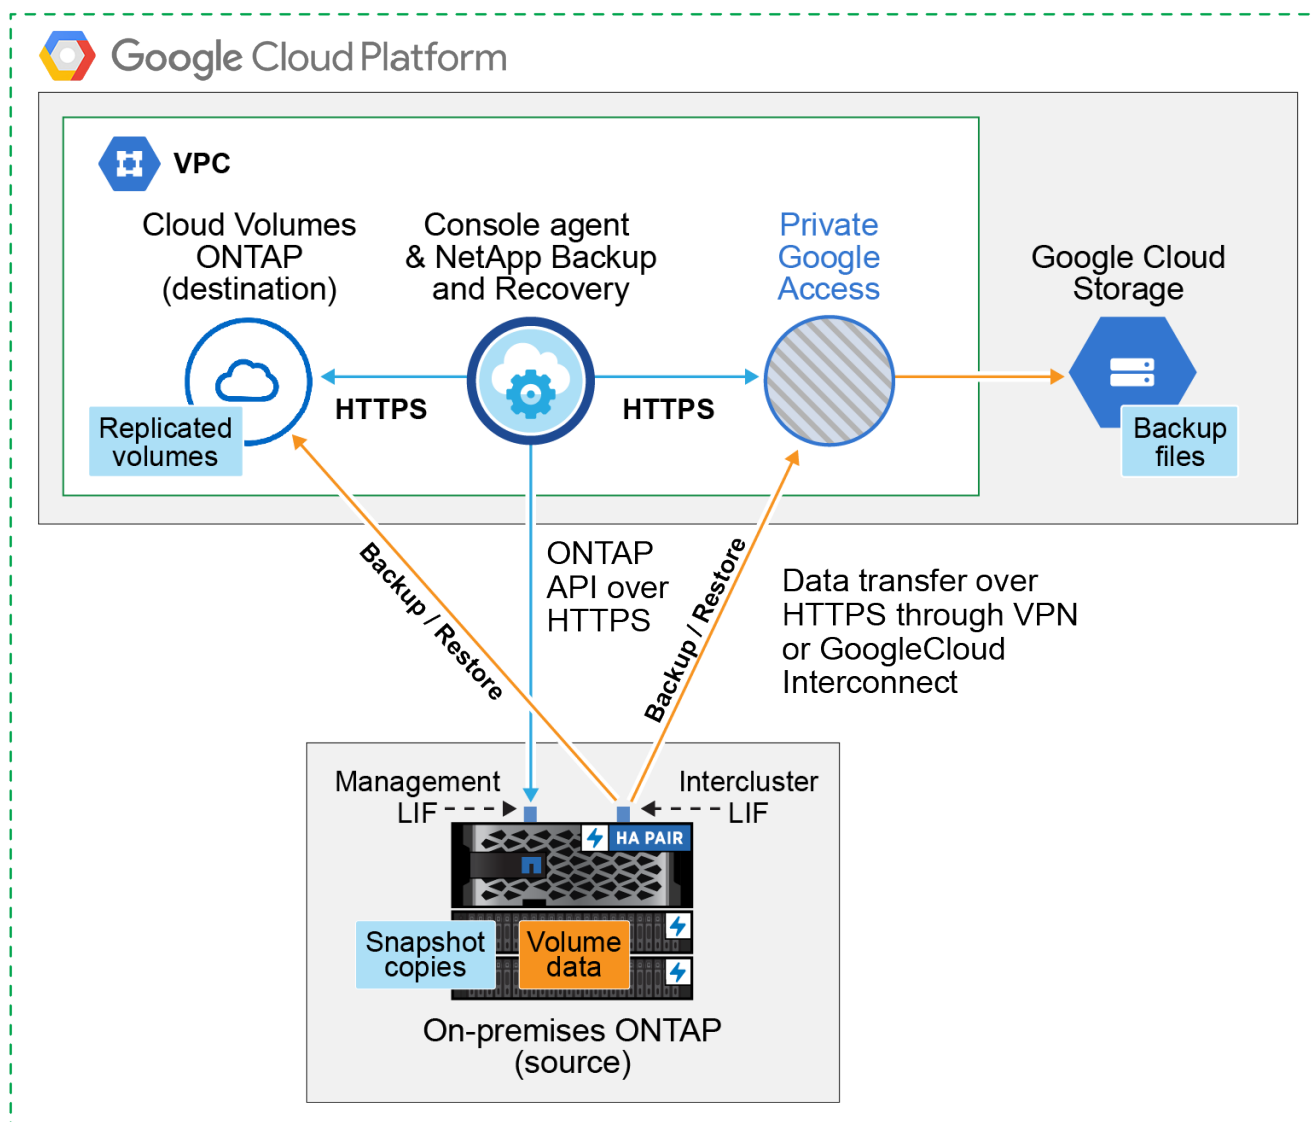 Google Cloud Platform
VPC
Cloud Volumes
ONTAP
(destination)
Console agent
& NetApp Backup
and Recovery
Private
Google
Access
Google Cloud
Storage
HTTPS
HTTPS
Replicated
volumes
Backup
files
Backup / Restore
ONTAP
API over
HTTPS
Backup / Restore
Data transfer over
HTTPS through VPN
or GoogleCloud
Interconnect
Management
LIF
Intercluster
LIF
HA PAIR
Snapshot
copies
Volume
data
On-premises ONTAP
(source)